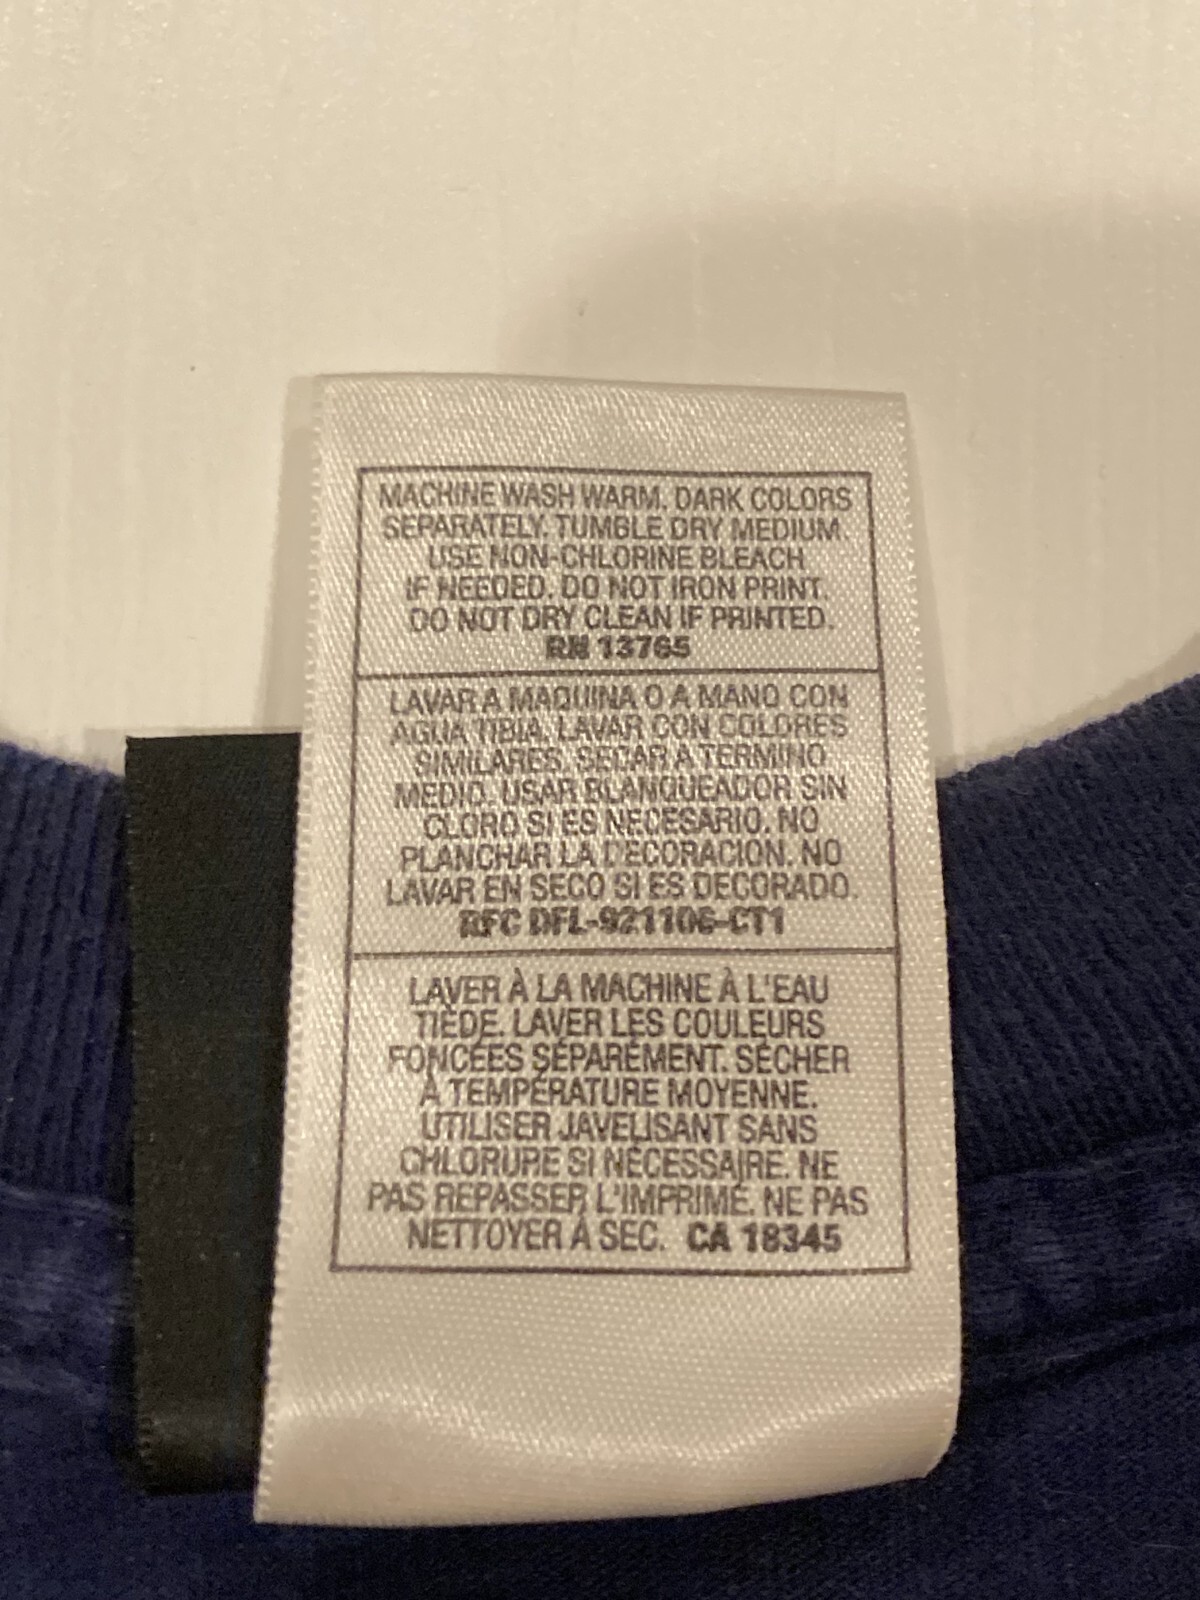 MACHINE WASH WARM. DARK COLORS
SEPARATELY. TUMBLE DRY MEDIUM.
USE NON-CHLORINE BLEACH
IF NEEDED. DO NOT IRON PRINT.
DO NOT DRY CLEAN IF PRINTED.
RN 13765
LAVAR A MAQUINA O A MANO CON
AGUA TIBIA. LAVAR CON COLORES
SIMILARES. SECAR A TERMINO
MEDIO. USAR BLANQUEADOR SIN
CLORO SI ES NECESARIO. NO
PLANCHAR LA DECORACION. NO
LAVAR EN SECO SI ES DECORADO.
RFC DFL-921106-CT1
LAVER À LA MACHINE À L'EAU
TIÈDE. LAVER LES COULEURS
FONCÉES SÉPARÉMENT. SÉCHER
À TEMPÉRATURE MOYENNE.
UTILISER JAVELISANT SANS
CHLORURE SI NÉCESSAIRE. NE
PAS REPASSER L'IMPRIMÉ. NE PAS
NETTOYER À SEC. CA 18345